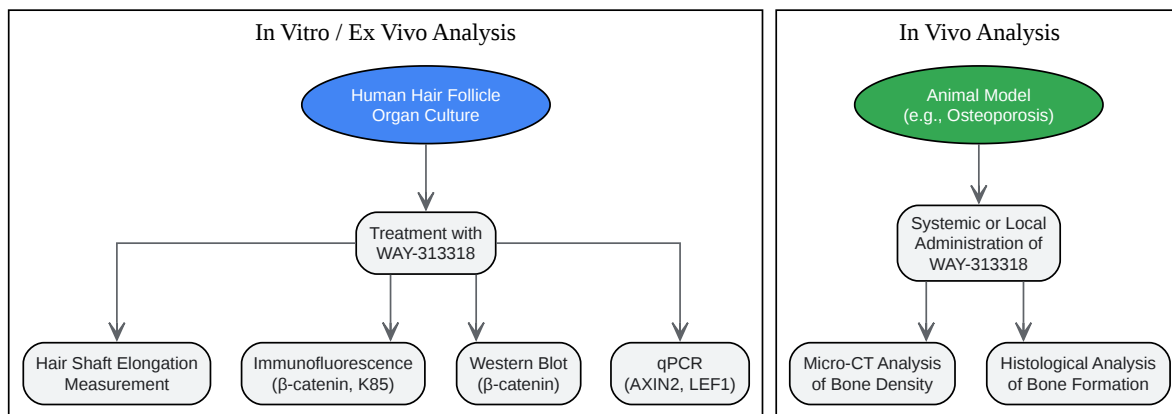 In Vitro / Ex Vivo Analysis
Human Hair Follicle
Organ Culture
Treatment with
WAY-313318
Hair Shaft Elongation
Measurement
Immunofluorescence
(β-catenin, K85)
Western Blot
(β-catenin)
qPCR
(AXIN2, LEF1)
In Vivo Analysis
Animal Model
(e.g., Osteoporosis)
Systemic or Local
Administration of
WAY-313318
Micro-CT Analysis
of Bone Density
Histological Analysis
of Bone Formation